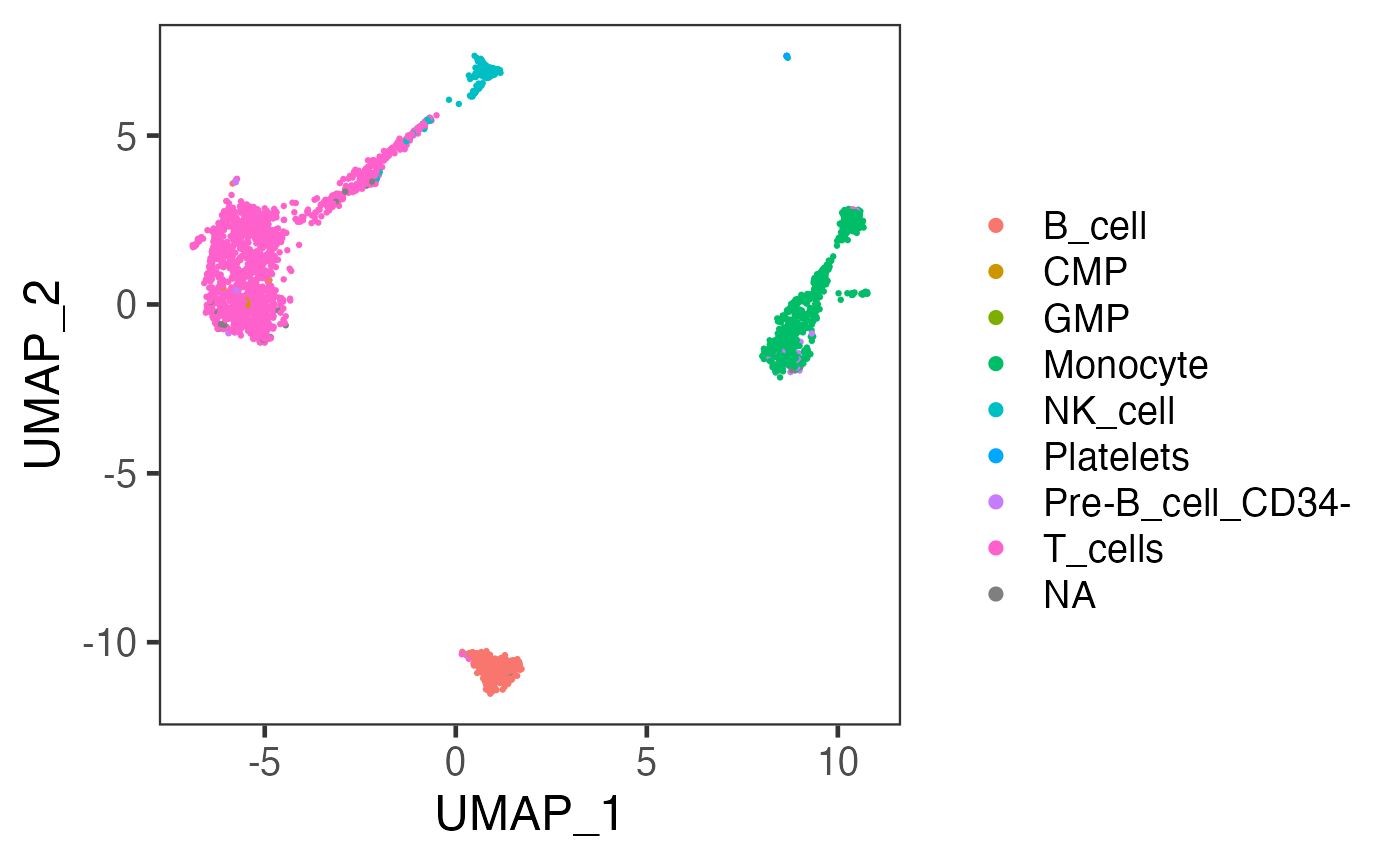 UMAP_2
5
0
-5
-10
-5
0
5
10
UMAP_1
B_cell
CMP
GMP
Monocyte
NK_cell
Platelets
Pre-B_cell_CD34-
T_cells
NA